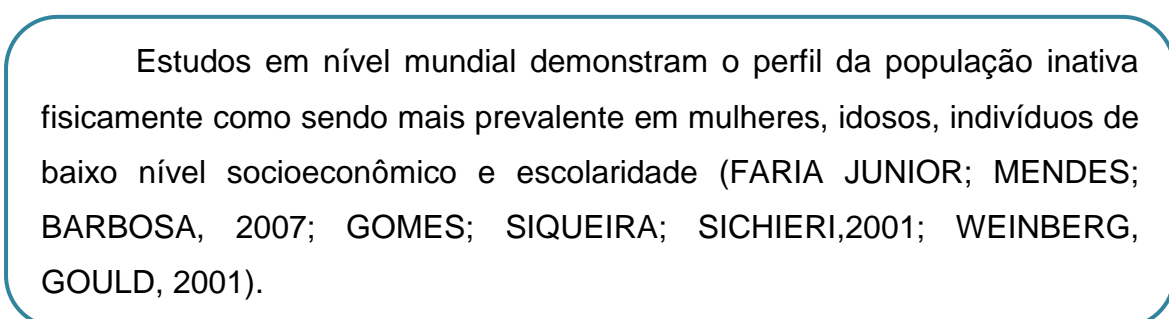 Estudos em nível mundial demonstram o perfil da população inativa
fisicamente como sendo mais prevalente em mulheres, idosos, indivíduos de
baixo nível socioeconômico e escolaridade (FARIA JUNIOR; MENDES;
BARBOSA, 2007; GOMES; SIQUEIRA; SICHIERI,2001; WEINBERG,
GOULD, 2001).